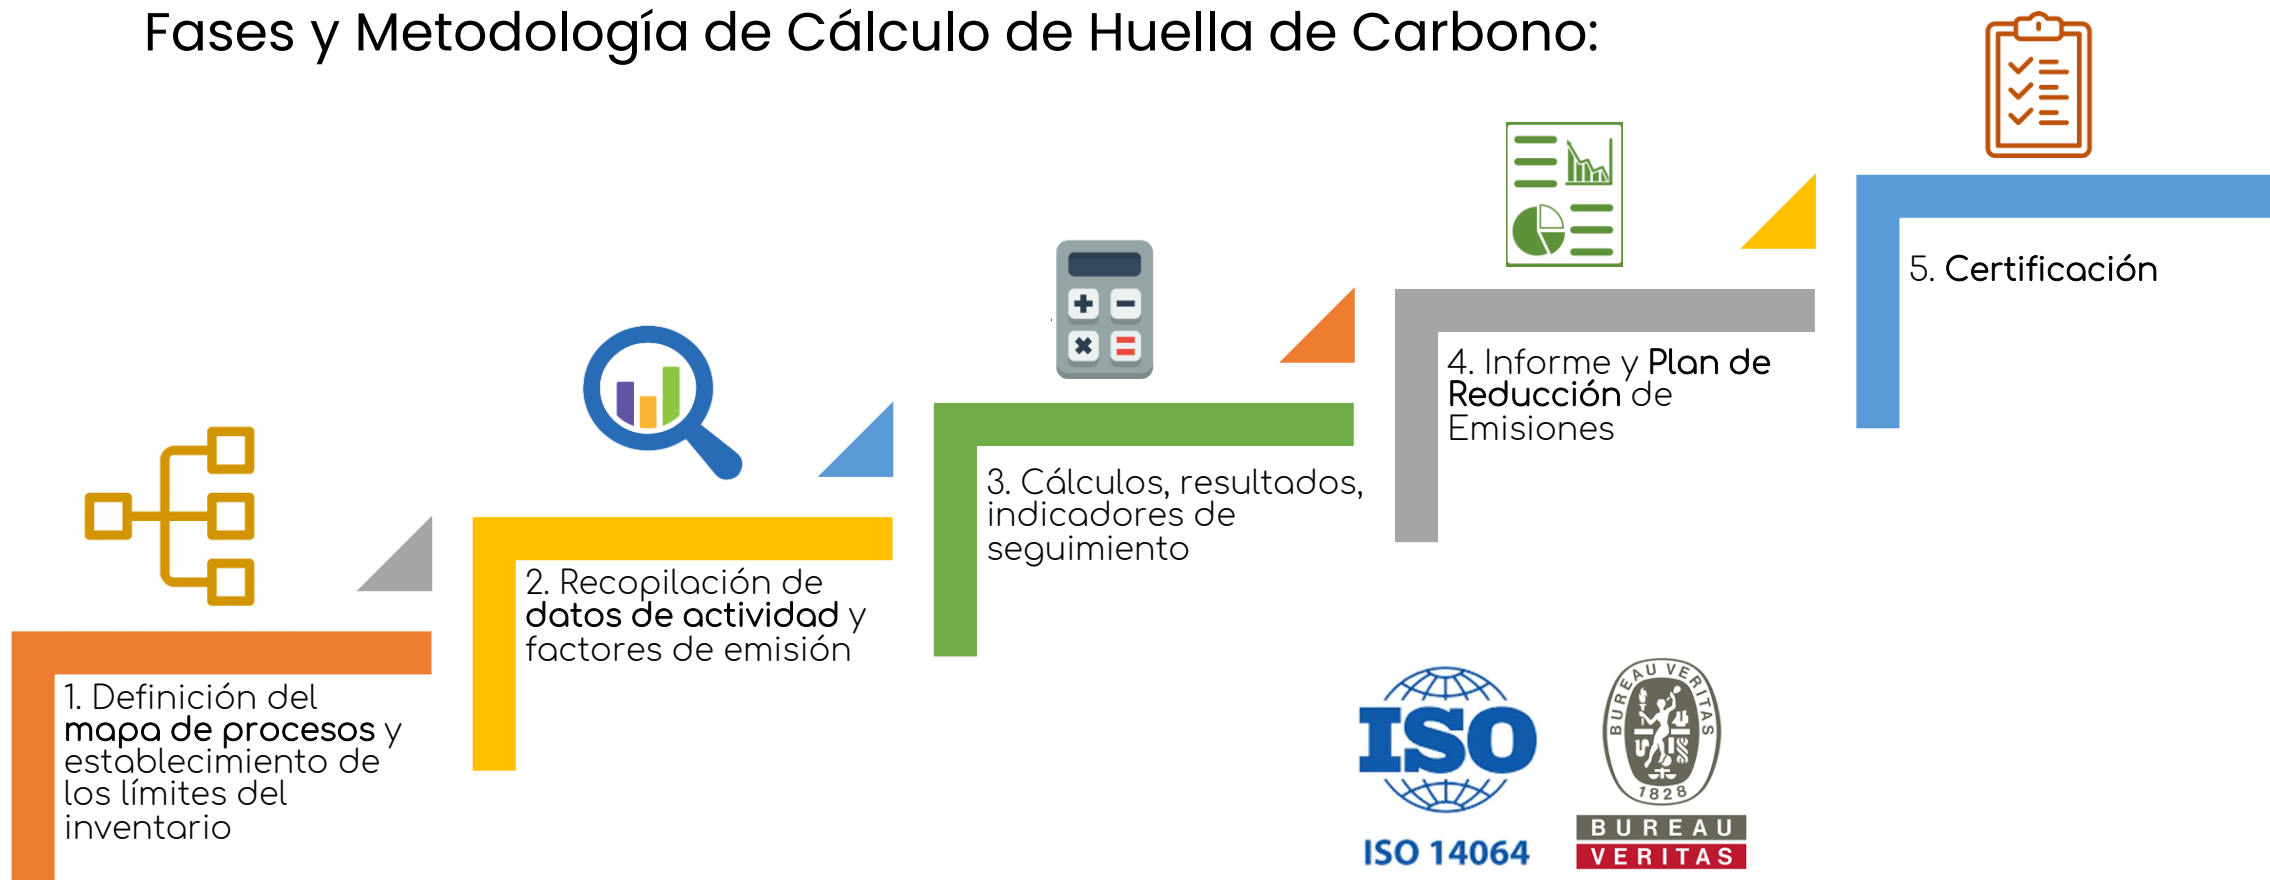 Fases y Metodología de Cálculo de Huella de Carbono:
1. Definición del
mapa de procesos y
establecimiento de
los límites del
inventario
2. Recopilación de
datos de actividad y
factores de emisión
3. Cálculos, resultados,
indicadores de
seguimiento
4. Informe y Plan de
Reducción de
Emisiones
5. Certificación
ISO
ISO 14064
BUREAU VERITAS
1828
BUREAU
VERITAS